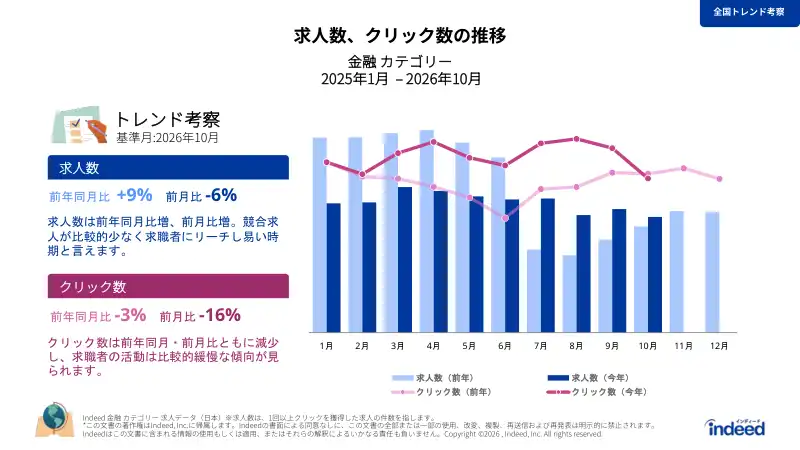 全国トレンド考察
求人数、クリック数の推移
金融 カテゴリー
2025年1月 – 2026年10月
トレンド考察
基準月:2026年10月
求人数
前年同月比 +9% 前月比 -6%
求人数は前年同月比増、前月比増。競合求
人が比較的少なく求職者にリーチし易い時
期と言えます。
クリック数
前年同月比 -3% 前月比 -16%
クリック数は前年同月・前月比ともに減少
し、求職者の活動は比較的緩慢な傾向が見
られます。
1月 2月 3月 4月 5月 6月 7月 8月 9月 10月 11月 12月
求人数（前年） 求人数（今年）
クリック数（前年） クリック数（今年）
Indeed 金融 カテゴリー 求人データ（日本）※求人数は、1回以上クリックを獲得した求人の件数を指します。
*この文書の著作権はIndeed, Inc.に帰属します。Indeedの書面による同意なしに、この文書の全部または一部の使用、改変、複製、再送信および再発表は明示的に禁止されます。
Indeedはこの文書に含まれる情報の使用もしくは適用、またはそれらの解釈によるいかなる責任も負いません。Copyright ©2026 , Indeed, Inc. All rights reserved.
インディード
indeed